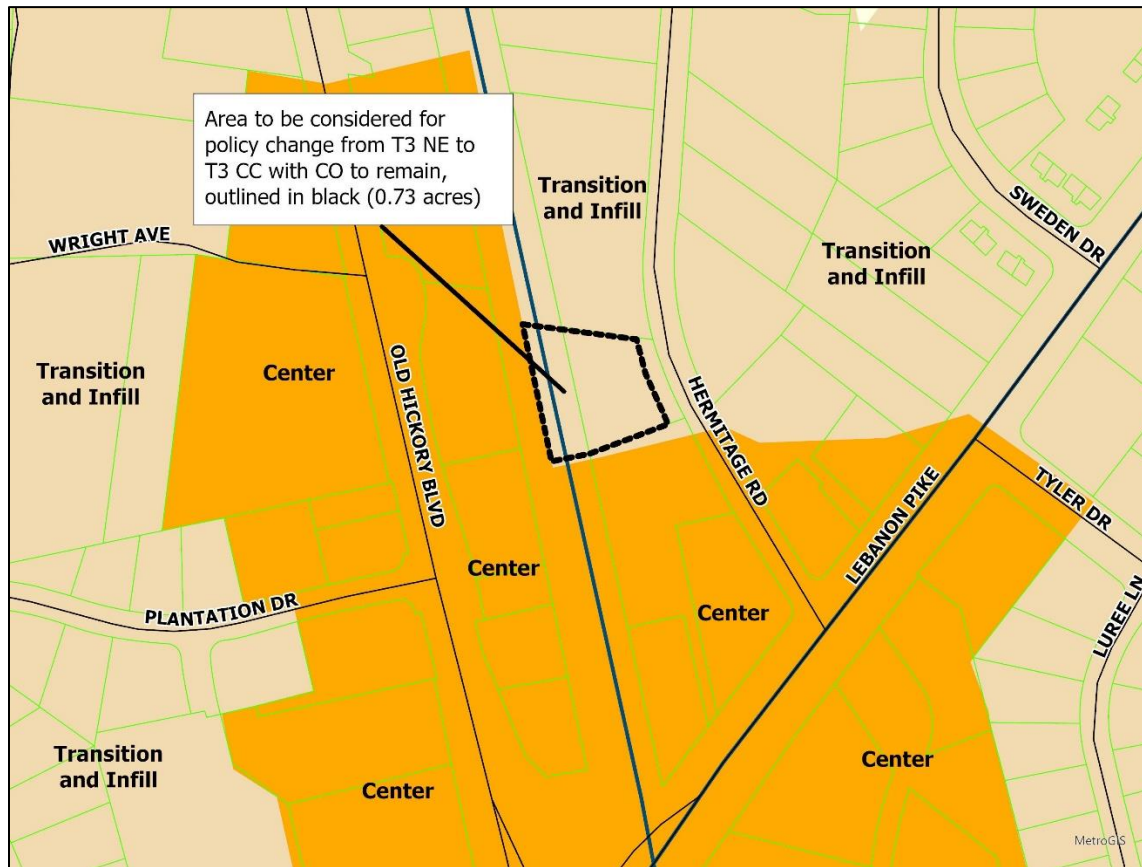 Area to be considered for
policy change from T3 NE to
T3 CC with CO to remain,
outlined in black (0.73 acres)
Transition
and Infill
SWEDEN DR
WRIGHT AVE
Transition
and Infill
Transition
and Infill
Center
OLD HICKORY BLVD
HERMITAGE RD
LEBANON PIKE
TYLER DR
Center
Center
PLANTATION DR
LUREE LN
Transition
and Infill
Center
Center
MetroGIS